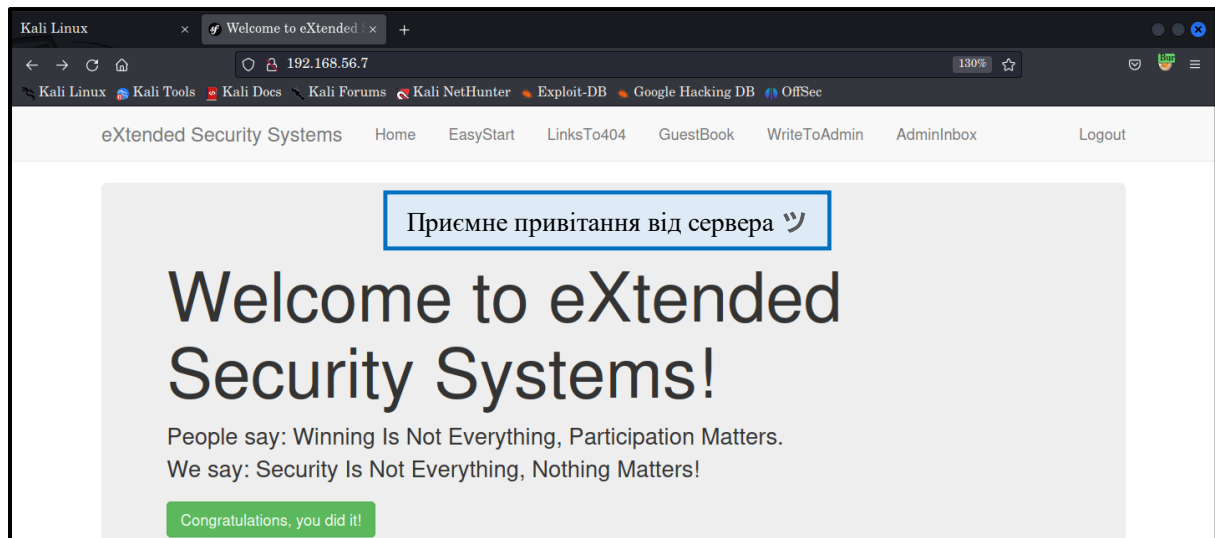 Kali Linux
Welcome to eXtended S
192.168.56.7
130%
Bur
Kali Linux Kali Tools Kali Docs Kali Forums Kali NetHunter Exploit-DB Google Hacking DB OffSec
eXtended Security Systems Home EasyStart LinksTo404 GuestBook WriteToAdmin AdminInbox Logout
Приємне привітання від сервера ツ
Welcome to eXtended
Security Systems!
People say: Winning Is Not Everything, Participation Matters.
We say: Security Is Not Everything, Nothing Matters!
Congratulations, you did it!